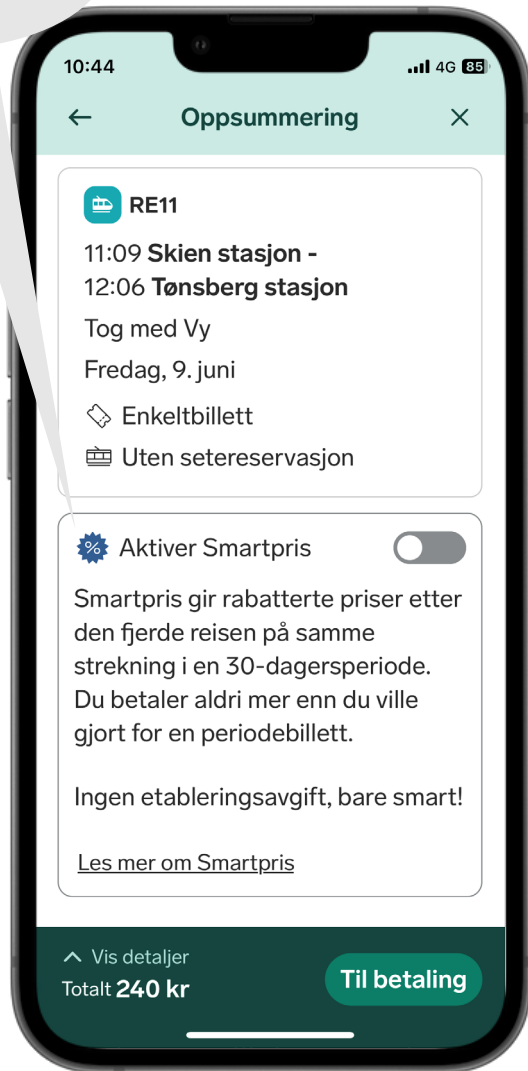 10:44
4G 85
Oppsummering
RE11
11:09 Skien stasjon -
12:06 Tønsberg stasjon
Tog med Vy
Fredag, 9. juni
Enkeltbillett
Uten setereservasjon
% Aktiver Smartpris
Smartpris gir rabatterte priser etter
den fjerde reisen på samme
strekning i en 30-dagersperiode.
Du betaler aldri mer enn du ville
gjort for en periodebillett.
Ingen etableringsavgift, bare smart!
Les mer om Smartpris
Vis detaljer
Totalt 240 kr
Til betaling